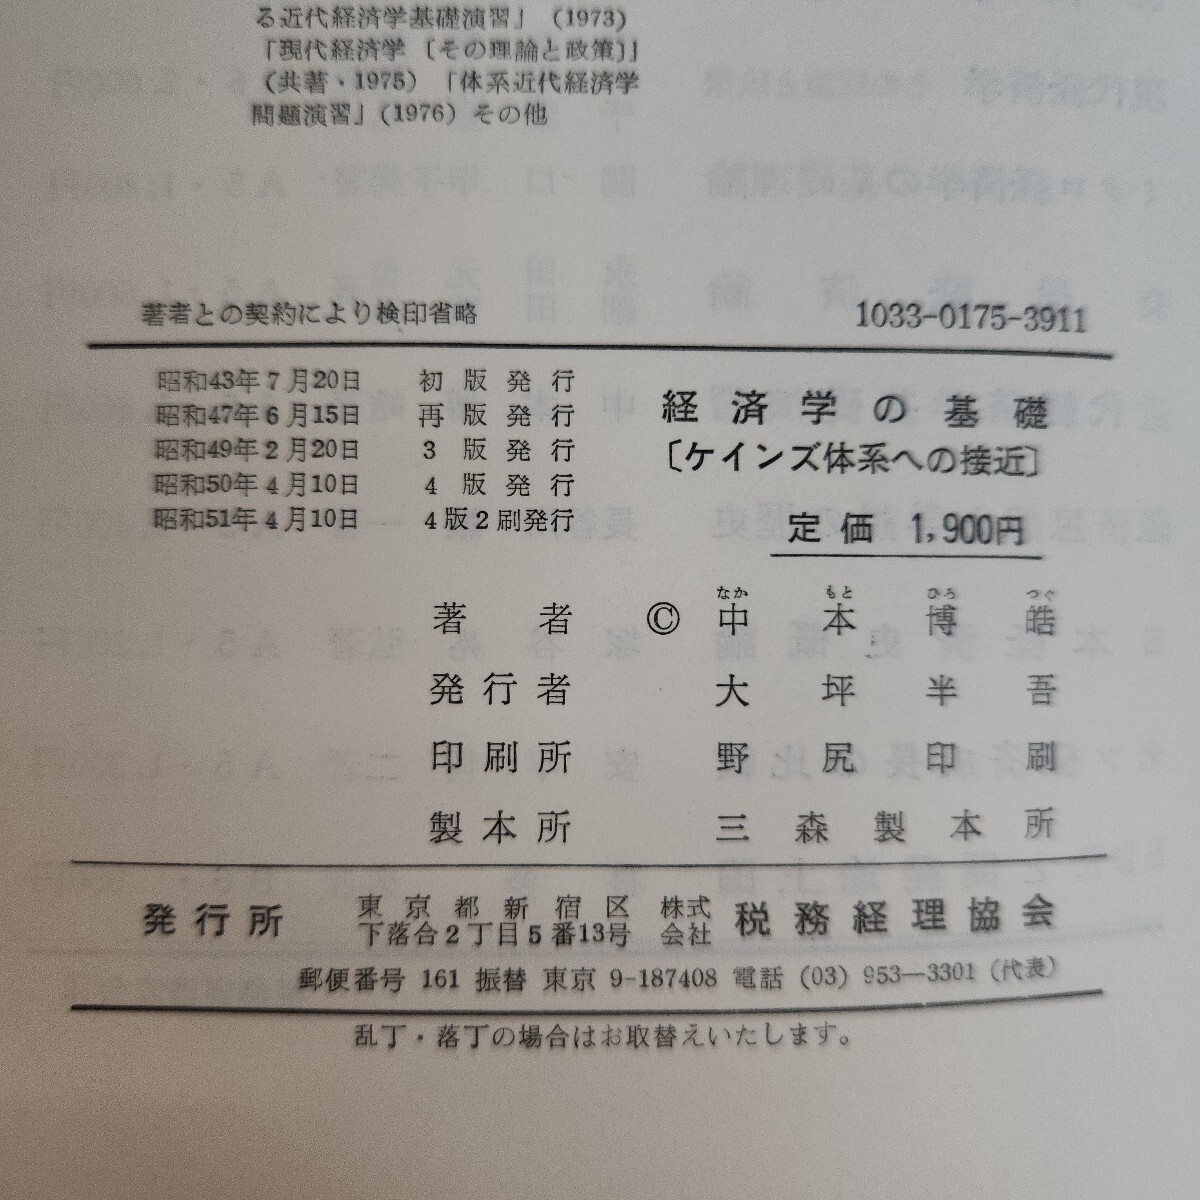 る近代経済学基礎演習」(1973)
「現代経済学〔その理論と政策〕」
(共著・1975)「体系近代経済学
問題演習」(1976)その他
著者との契約により検印省略
1033-0175-3911
昭和43年7月20日 初版発行
昭和47年6月15日 再版発行
昭和49年2月20日 3版発行
昭和50年4月10日 4版発行
昭和51年4月10日 4版2刷発行
経済学の基礎
〔ケインズ体系への接近〕
定価 1,900円
なか もと ひろ つぐ
著者 ©中本博皓
発行者 大坪半吾
印刷所 野尻印刷
製本所 三森製本所
発行所 東京都新宿区下落合2丁目5番13号 株式会社 税務経理協会
郵便番号 161 振替 東京 9-187408 電話 (03) 953—3301 (代表)
乱丁・落丁の場合はお取替えいたします。